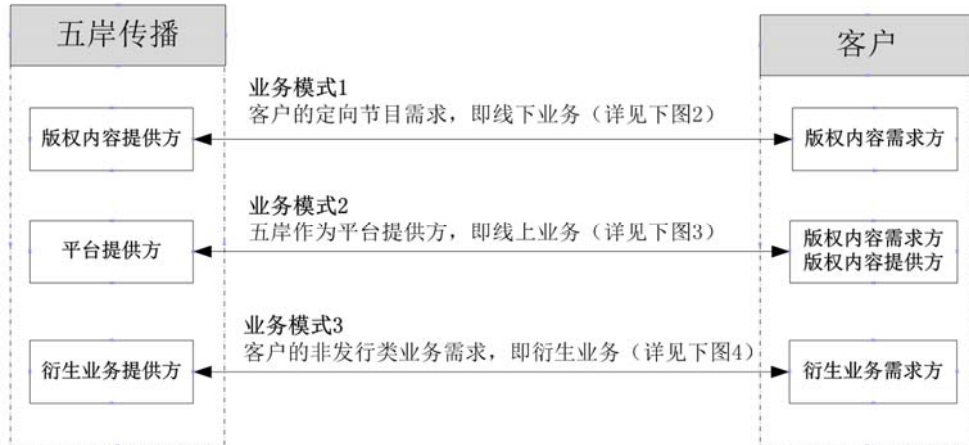 五岸传播
客户
业务模式1
客户的定向节目需求，即线下业务（详见下图2）
版权内容提供方
版权内容需求方
业务模式2
五岸作为平台提供方，即线上业务（详见下图3）
平台提供方
版权内容需求方
版权内容提供方
业务模式3
客户的非发行类业务需求，即衍生业务（详见下图4）
衍生业务提供方
衍生业务需求方